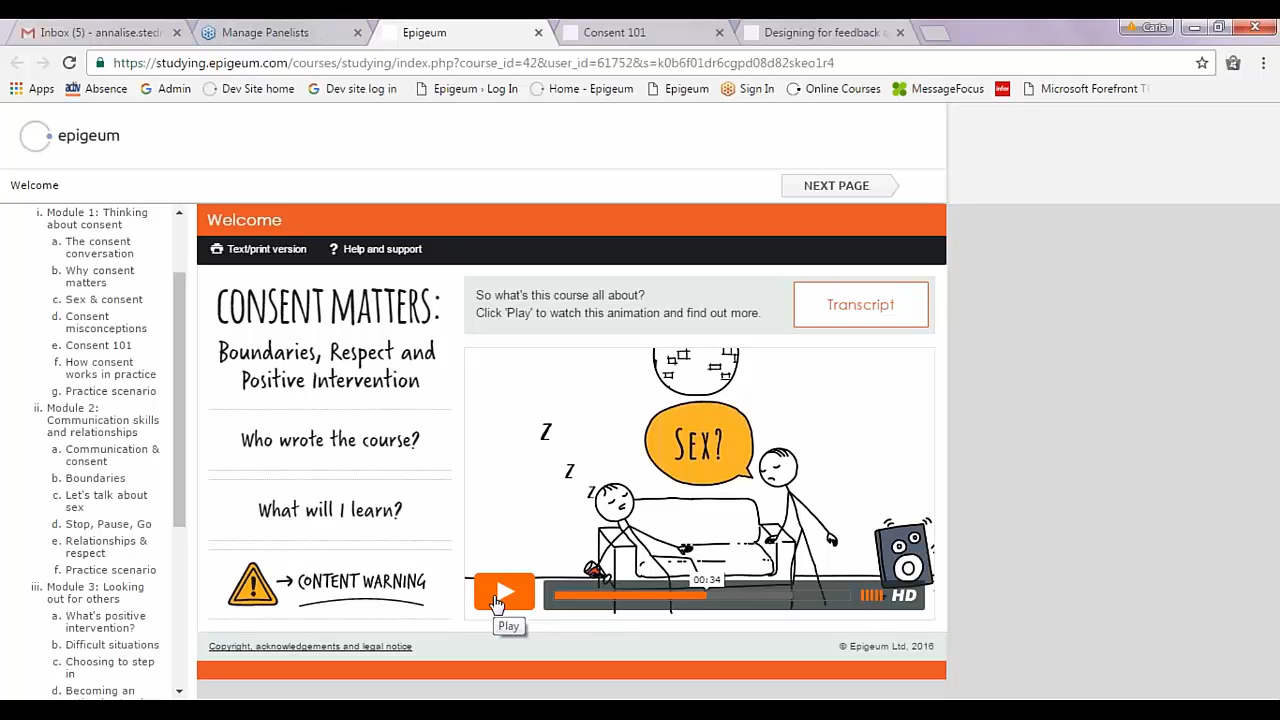 Inbox (5) - annalise.stedr
Manage Panelists
Epigeum
Consent 101
Designing for feedback
Carla
https://studying.epigeum.com/courses/studying/index.php?course_id=42&user_id=61752&s=k0b6f01dr6cgpd08d82skeo1r4
Apps
adv Absence
Admin
Dev Site home
Dev site log in
Epigeum › Log In
Home - Epigeum
Epigeum
Sign In
Online Courses
MessageFocus
infor
Microsoft Forefront T
epigeum
Welcome
NEXT PAGE
i. Module 1: Thinking
about consent
a. The consent
conversation
b. Why consent
matters
c. Sex & consent
d. Consent
misconceptions
e. Consent 101
f. How consent
works in practice
g. Practice scenario
ii. Module 2:
Communication skills
and relationships
a. Communication &
consent
b. Boundaries
c. Let's talk about
sex
d. Stop, Pause, Go
e. Relationships &
respect
f. Practice scenario
iii. Module 3: Looking
out for others
a. What's positive
intervention?
b. Difficult situations
c. Choosing to step
in
d. Becoming an
Welcome
Text/print version
? Help and support
CONSENT MATTERS:
Boundaries, Respect and
Positive Intervention
Who wrote the course?
What will I learn?
CONTENT WARNING
So what's this course all about?
Click 'Play' to watch this animation and find out more.
Transcript
Z
Z
Z
SEX?
00:34
HD
Play
Copyright, acknowledgements and legal notice
© Epigeum Ltd, 2016